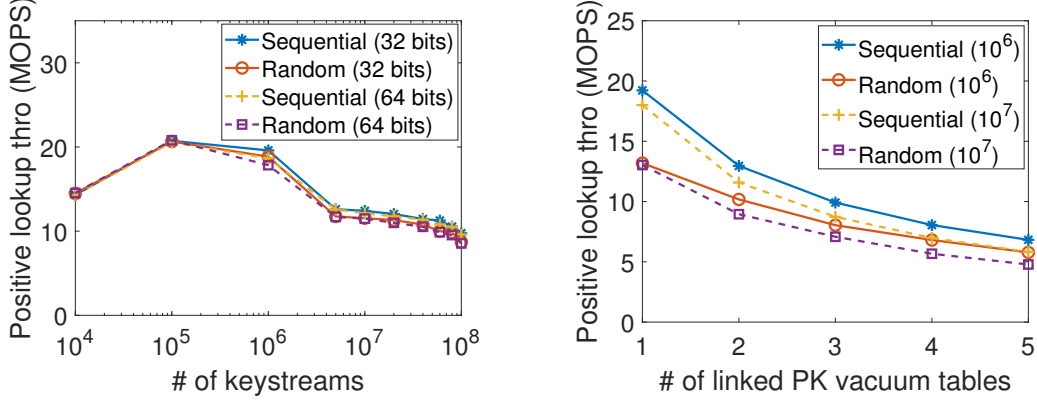 Positive lookup thro (MOPS)
30
20
10
0
Sequential (32 bits)
Random (32 bits)
Sequential (64 bits)
Random (64 bits)
10^4 10^5 10^6 10^7 10^8
# of keystreams
Positive lookup thro (MOPS)
25
20
15
10
5
0
Sequential (10^6)
Random (10^6)
Sequential (10^7)
Random (10^7)
1 2 3 4 5
# of linked PK vacuum tables